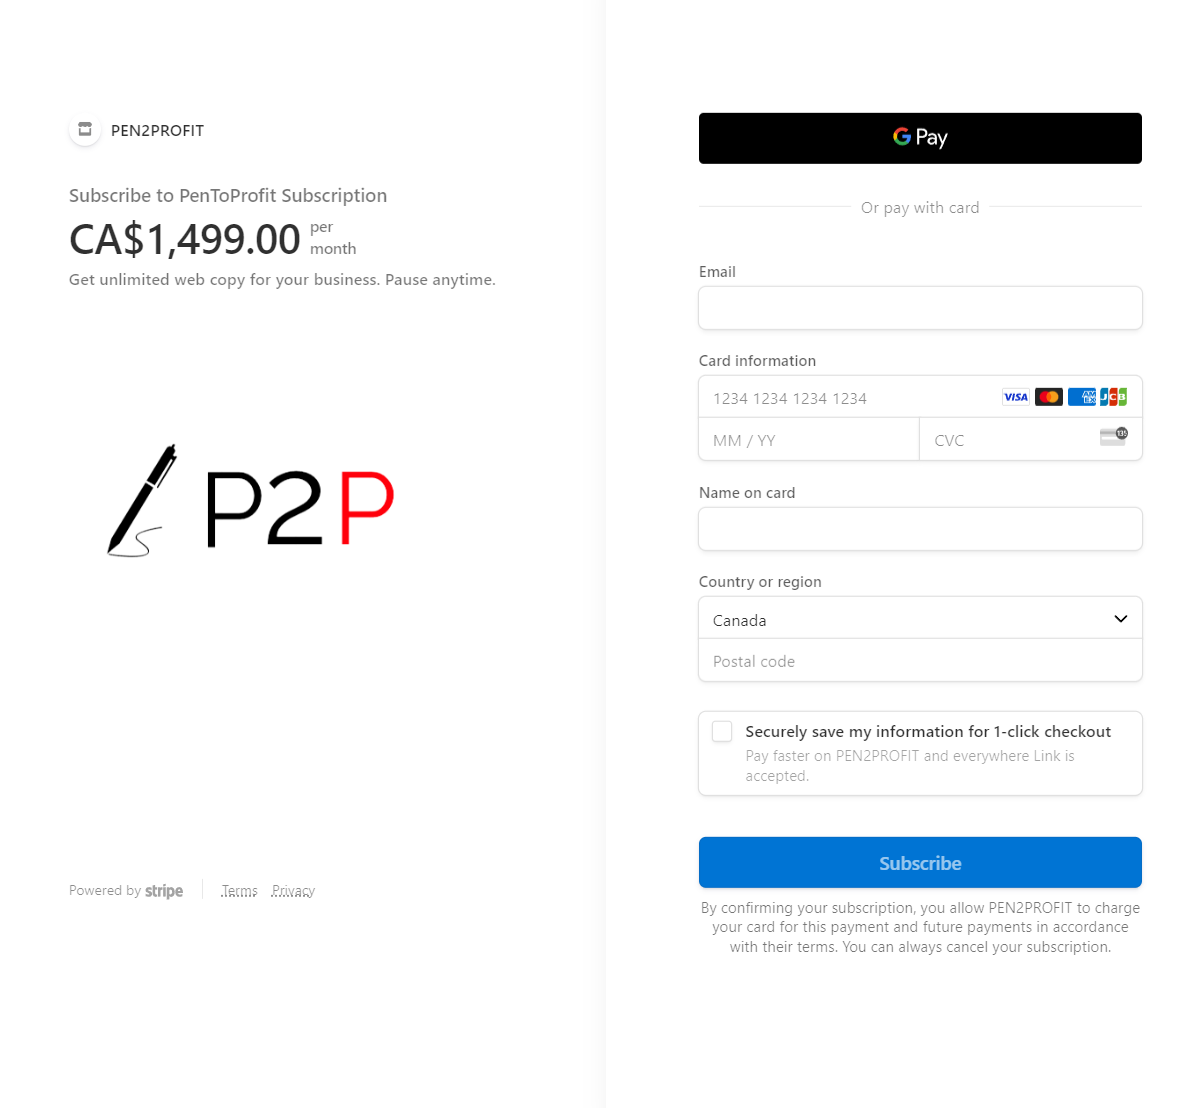 PEN2PROFIT
Subscribe to PenToProfit Subscription
CA$1,499.00
per
month
Get unlimited web copy for your business. Pause anytime.
P2P
Powered by stripe
Terms
Privacy
G Pay
Or pay with card
Email
Card information
1234 1234 1234 1234
VISA
AMEX
JCB
MM / YY
CVC
135
Name on card
Country or region
Canada
Postal code
Securely save my information for 1-click checkout
Pay faster on PEN2PROFIT and everywhere Link is
accepted.
Subscribe
By confirming your subscription, you allow PEN2PROFIT to charge
your card for this payment and future payments in accordance
with their terms. You can always cancel your subscription.